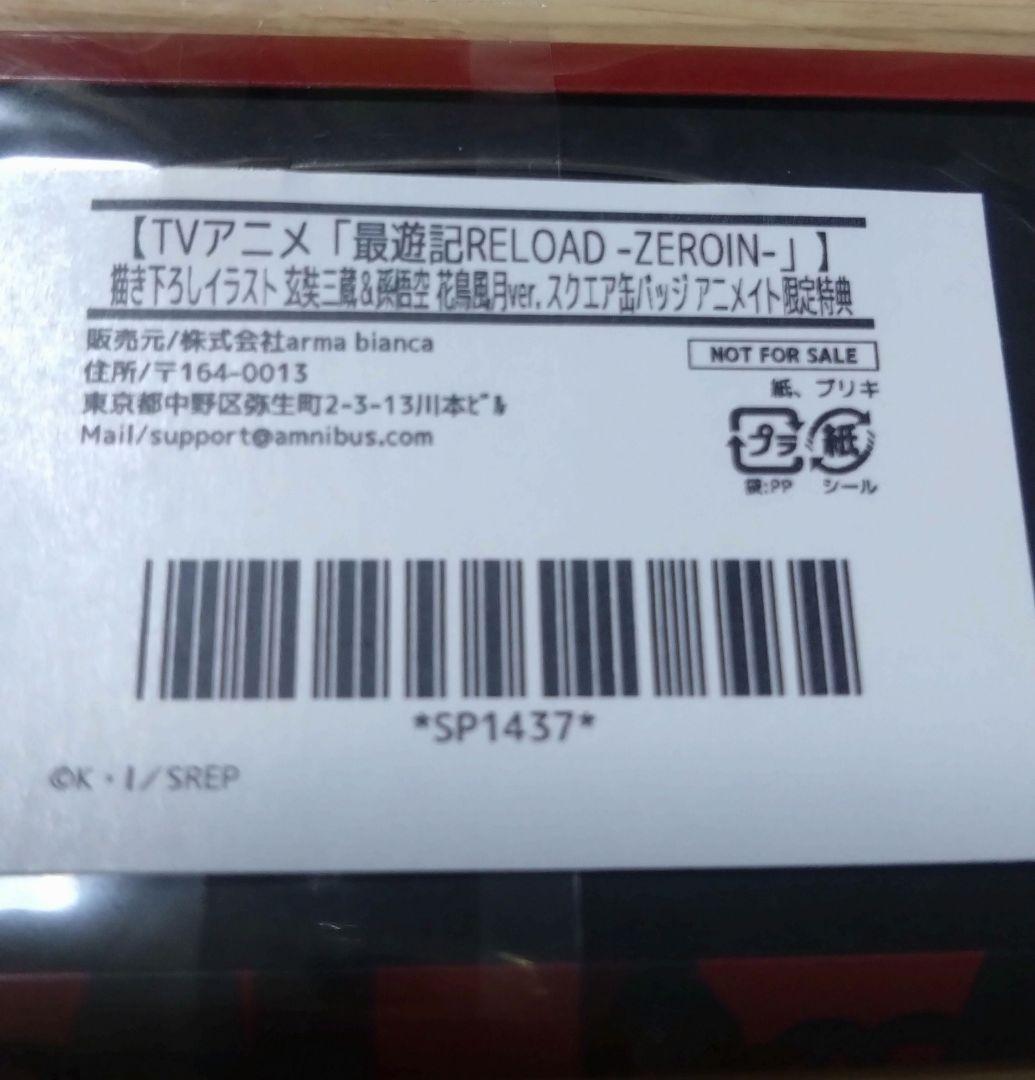 【TVアニメ「最遊記RELOAD -ZEROIN-」】
描き下ろしイラスト 玄奘三蔵&孫悟空 花鳥風月ver. スクエア缶バッジ アニメイト限定特典
販売元/株式会社arma bianca
住所/〒164-0013
東京都中野区弥生町2-3-13川本ビル
Mail/support@amnibus.com
NOT FOR SALE
紙、ブリキ
プラ 紙
袋:PP シール
*SP1437*
©K・I／SREP